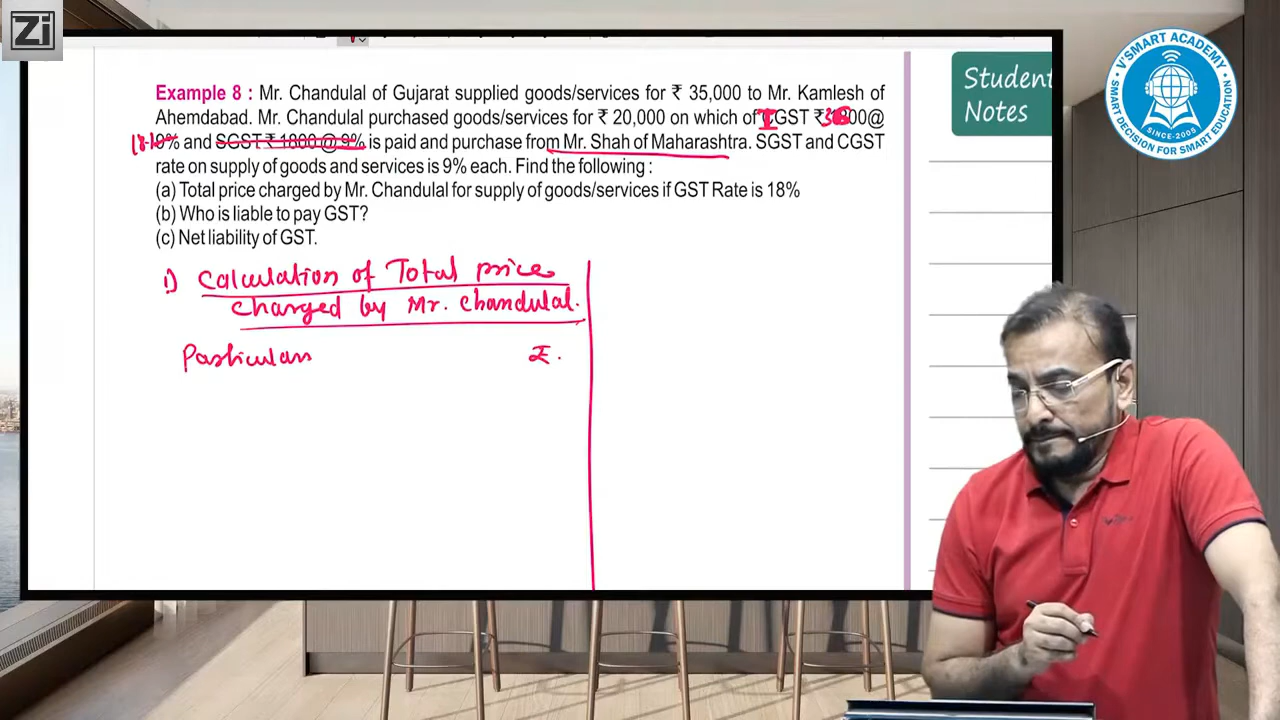 Zi
V'SMART ACADEMY
SINCE-2005
SMART DECISION FOR SMART EDUCATION
Student
Notes
Example 8 : Mr. Chandulal of Gujarat supplied goods/services for ₹ 35,000 to Mr. Kamlesh of
Ahemdabad. Mr. Chandulal purchased goods/services for ₹ 20,000 on which of IGST ₹ 3600@
18% and SGST ₹ 1800 @ 9% is paid and purchase from Mr. Shah of Maharashtra. SGST and CGST
rate on supply of goods and services is 9% each. Find the following :
(a) Total price charged by Mr. Chandulal for supply of goods/services if GST Rate is 18%
(b) Who is liable to pay GST?
(c) Net liability of GST.
1) Calculation of Total price
charged by Mr. Chandulal.
Particulars ₹.